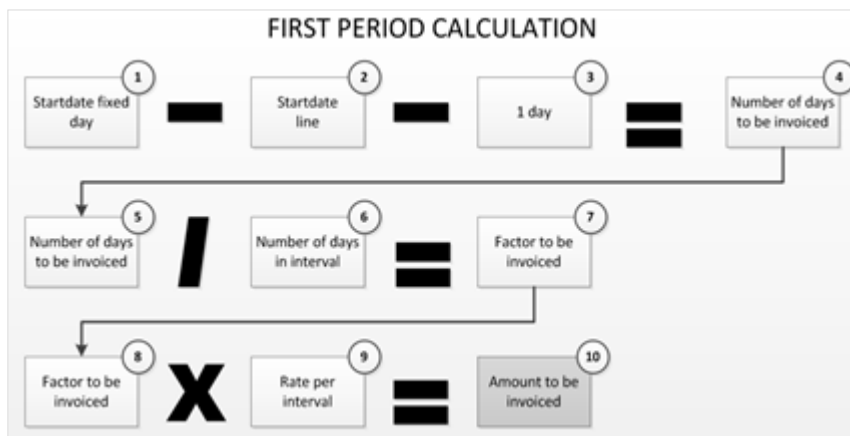 FIRST PERIOD CALCULATION
1
Startdate fixed
day
2
Startdate
line
3
1 day
4
Number of days
to be invoiced
5
Number of days
to be invoiced
6
Number of days
in interval
7
Factor to be
invoiced
8
Factor to be
invoiced
9
Rate per
interval
10
Amount to be
invoiced